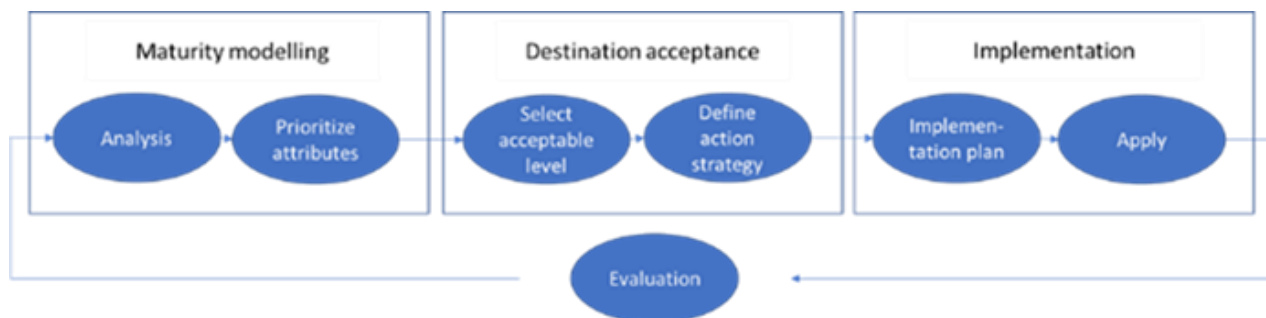 Maturity modelling
Analysis
Prioritize
attributes
Destination acceptance
Select
acceptable
level
Define
action
strategy
Implementation
Implemen-
tation plan
Apply
Evaluation